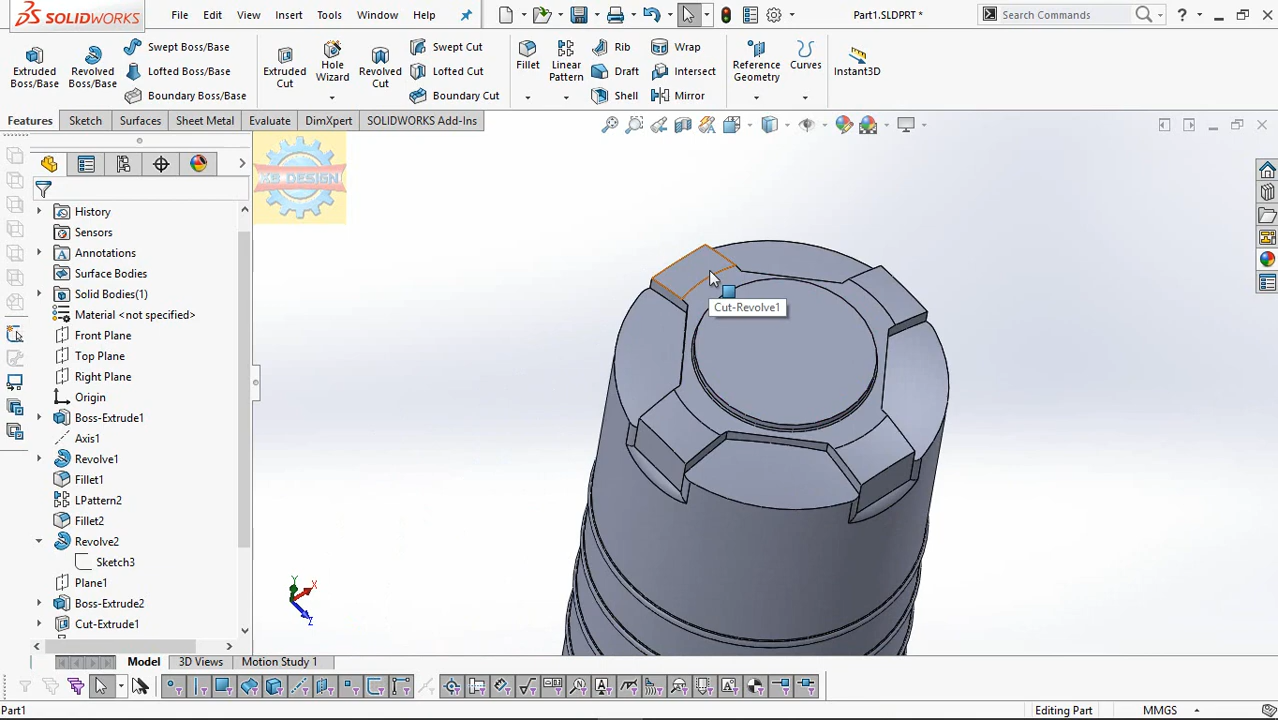 SOLIDWORKS
File Edit View Insert Tools Window Help
Part1.SLDPRT *
Search Commands
?
Extruded Boss/Base
Revolved Boss/Base
Swept Boss/Base
Lofted Boss/Base
Boundary Boss/Base
Extruded Cut
Hole Wizard
Revolved Cut
Swept Cut
Lofted Cut
Boundary Cut
Fillet
Linear Pattern
Rib
Draft
Shell
Wrap
Intersect
Mirror
Reference Geometry
Curves
Instant3D
Features Sketch Surfaces Sheet Metal Evaluate DimXpert SOLIDWORKS Add-Ins
KS DESIGN
History
Sensors
Annotations
Surface Bodies
Solid Bodies(1)
Material <not specified>
Front Plane
Top Plane
Right Plane
Origin
Boss-Extrude1
Axis1
Revolve1
Fillet1
LPattern2
Fillet2
Revolve2
Sketch3
Plane1
Boss-Extrude2
Cut-Extrude1
Cut-Revolve1
Y
X
Z
Model 3D Views Motion Study 1
Part1
Editing Part
MMGS